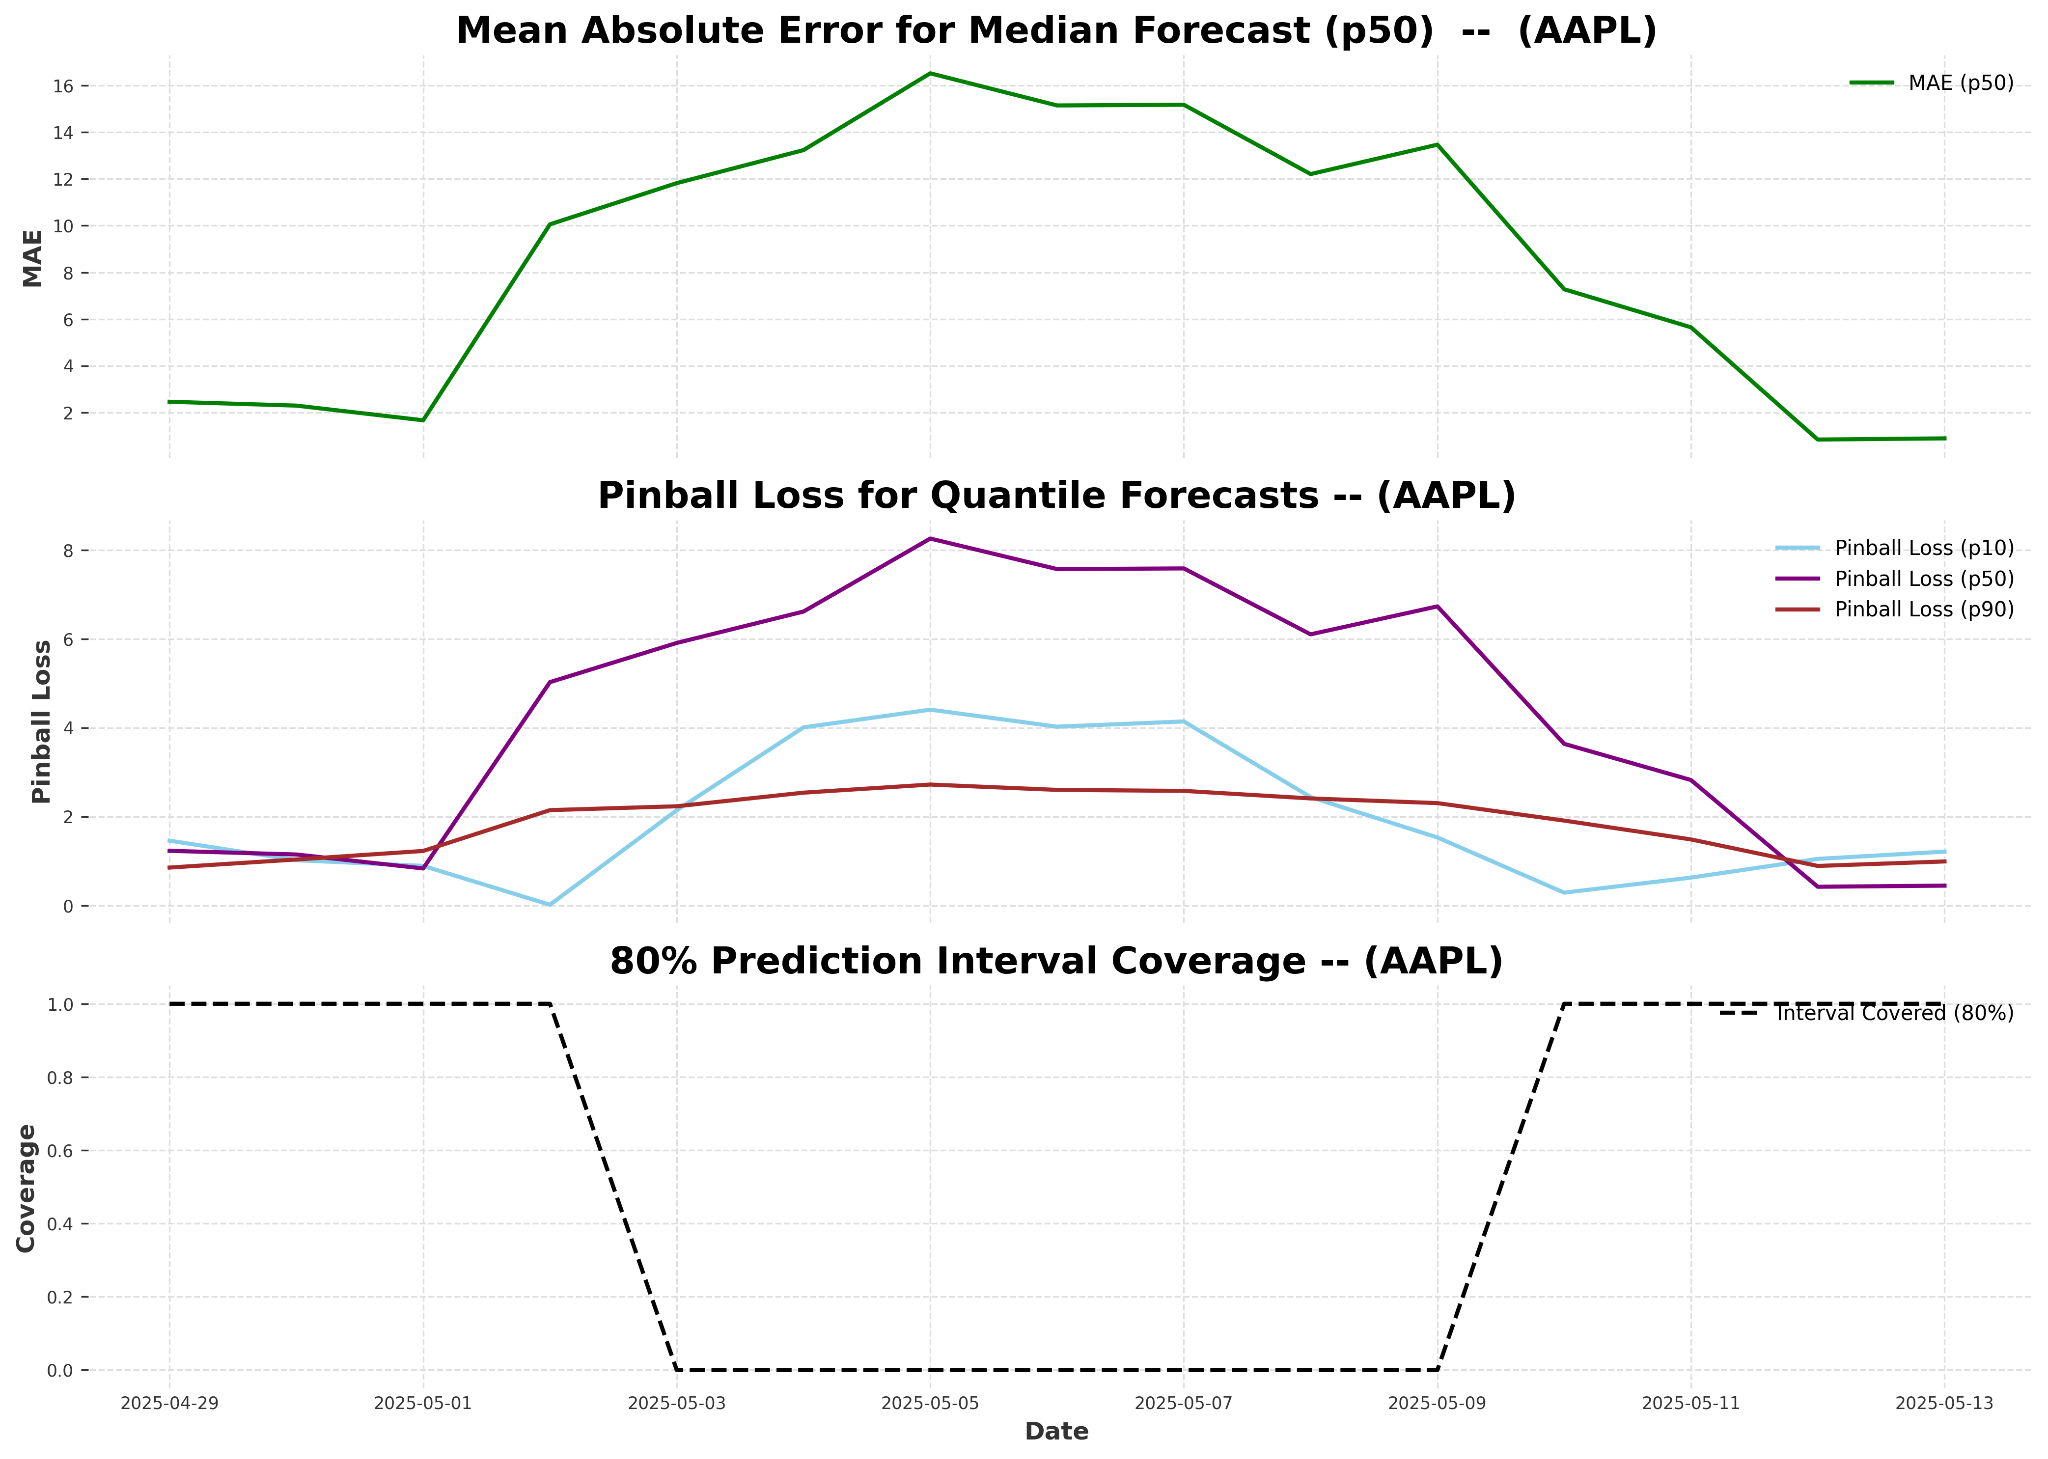 Mean Absolute Error for Median Forecast (p50)  --  (AAPL)
MAE (p50)
16
14
12
10
8
6
4
2
MAE
Pinball Loss for Quantile Forecasts -- (AAPL)
Pinball Loss (p10)
Pinball Loss (p50)
Pinball Loss (p90)
8
6
4
2
0
Pinball Loss
80% Prediction Interval Coverage -- (AAPL)
Interval Covered (80%)
1.0
0.8
0.6
0.4
0.2
0.0
Coverage
2025-04-29 2025-05-01 2025-05-03 2025-05-05 2025-05-07 2025-05-09 2025-05-11 2025-05-13
Date